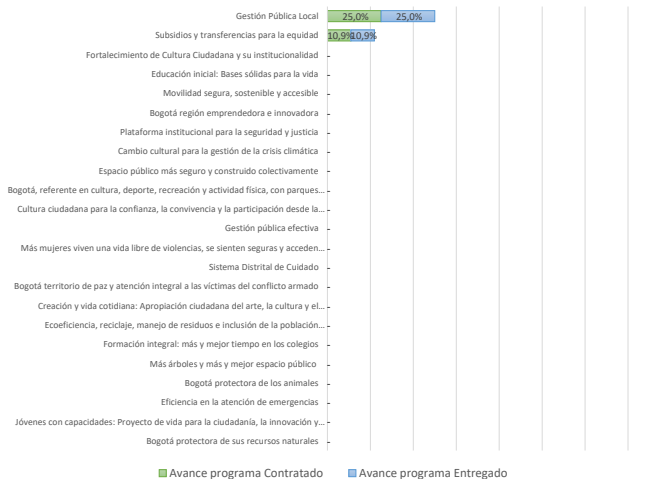 Gestión Pública Local
25,0% 25,0%
Subsidios y transferencias para la equidad
10,9% 10,9%
Fortalecimiento de Cultura Ciudadana y su institucionalidad -
Educación inicial: Bases sólidas para la vida -
Movilidad segura, sostenible y accesible -
Bogotá región emprendedora e innovadora -
Plataforma institucional para la seguridad y justicia -
Cambio cultural para la gestión de la crisis climática -
Espacio público más seguro y construido colectivamente -
Bogotá, referente en cultura, deporte, recreación y actividad física, con parques… -
Cultura ciudadana para la confianza, la convivencia y la participación desde la… -
Gestión pública efectiva -
Más mujeres viven una vida libre de violencias, se sienten seguras y acceden… -
Sistema Distrital de Cuidado -
Bogotá territorio de paz y atención integral a las víctimas del conflicto armado -
Creación y vida cotidiana: Apropiación ciudadana del arte, la cultura y el… -
Ecoeficiencia, reciclaje, manejo de residuos e inclusión de la población… -
Formación integral: más y mejor tiempo en los colegios -
Más árboles y más y mejor espacio público -
Bogotá protectora de los animales -
Eficiencia en la atención de emergencias -
Jóvenes con capacidades: Proyecto de vida para la ciudadanía, la innovación y… -
Bogotá protectora de sus recursos naturales -
Avance programa Contratado Avance programa Entregado